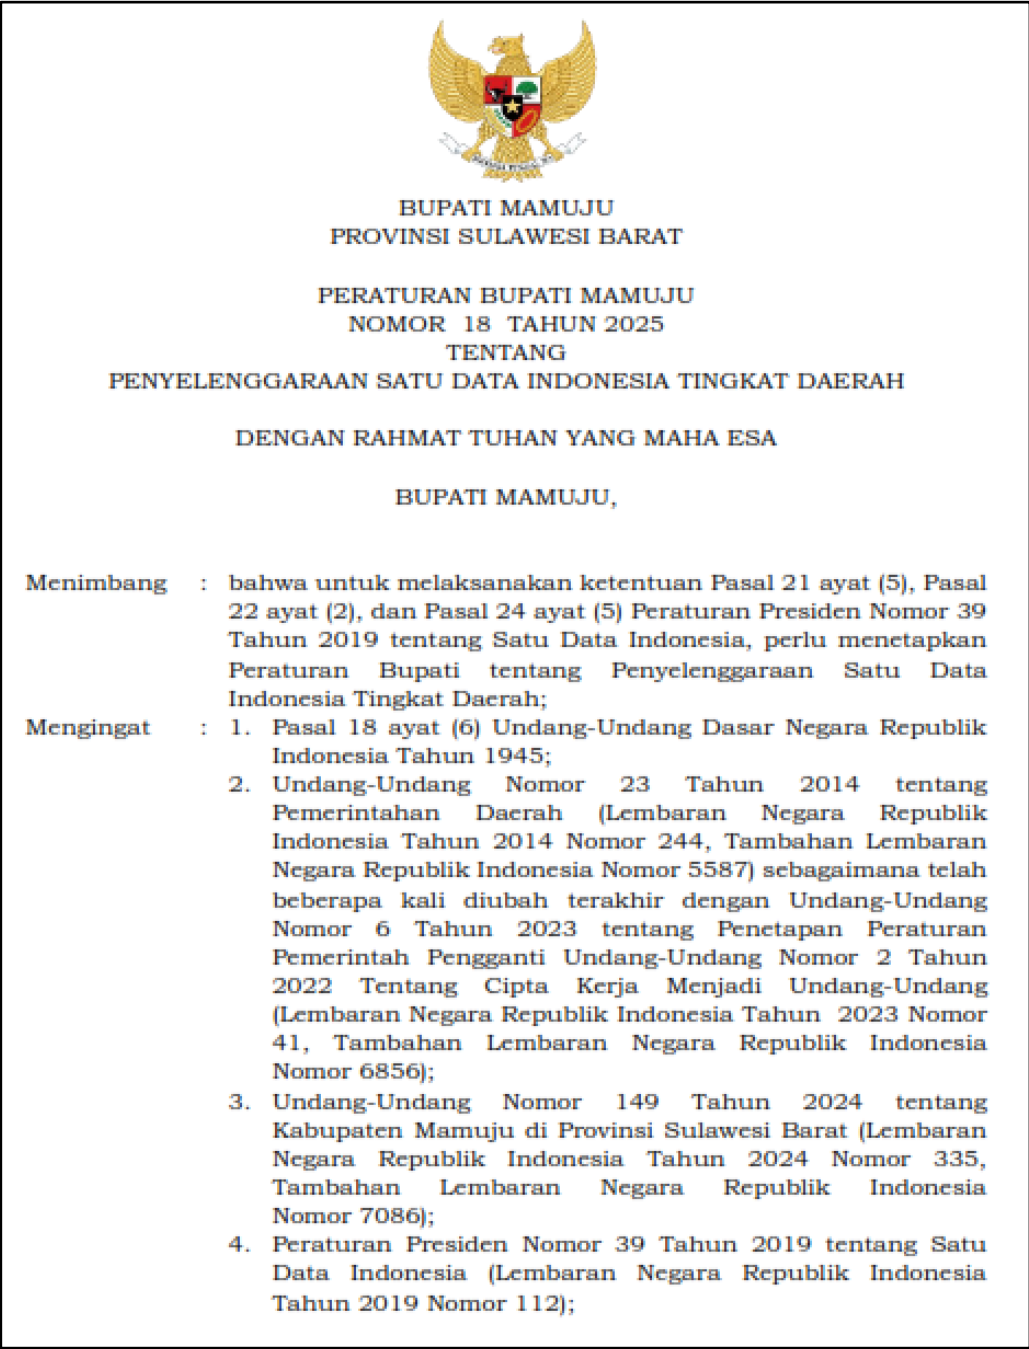 BUPATI MAMUJU
PROVINSI SULAWESI BARAT
PERATURAN BUPATI MAMUJU
NOMOR 18 TAHUN 2025
TENTANG
PENYELENGGARAAN SATU DATA INDONESIA TINGKAT DAERAH
DENGAN RAHMAT TUHAN YANG MAHA ESA
BUPATI MAMUJU,
Menimbang : bahwa untuk melaksanakan ketentuan Pasal 21 ayat (5), Pasal
22 ayat (2), dan Pasal 24 ayat (5) Peraturan Presiden Nomor 39
Tahun 2019 tentang Satu Data Indonesia, perlu menetapkan
Peraturan Bupati tentang Penyelenggaraan Satu Data
Indonesia Tingkat Daerah;
Mengingat : 1. Pasal 18 ayat (6) Undang-Undang Dasar Negara Republik
Indonesia Tahun 1945;
2. Undang-Undang Nomor 23 Tahun 2014 tentang
Pemerintahan Daerah (Lembaran Negara Republik
Indonesia Tahun 2014 Nomor 244, Tambahan Lembaran
Negara Republik Indonesia Nomor 5587) sebagaimana telah
beberapa kali diubah terakhir dengan Undang-Undang
Nomor 6 Tahun 2023 tentang Penetapan Peraturan
Pemerintah Pengganti Undang-Undang Nomor 2 Tahun
2022 Tentang Cipta Kerja Menjadi Undang-Undang
(Lembaran Negara Republik Indonesia Tahun 2023 Nomor
41, Tambahan Lembaran Negara Republik Indonesia
Nomor 6856);
3. Undang-Undang Nomor 149 Tahun 2024 tentang
Kabupaten Mamuju di Provinsi Sulawesi Barat (Lembaran
Negara Republik Indonesia Tahun 2024 Nomor 335,
Tambahan Lembaran Negara Republik Indonesia
Nomor 7086);
4. Peraturan Presiden Nomor 39 Tahun 2019 tentang Satu
Data Indonesia (Lembaran Negara Republik Indonesia
Tahun 2019 Nomor 112);